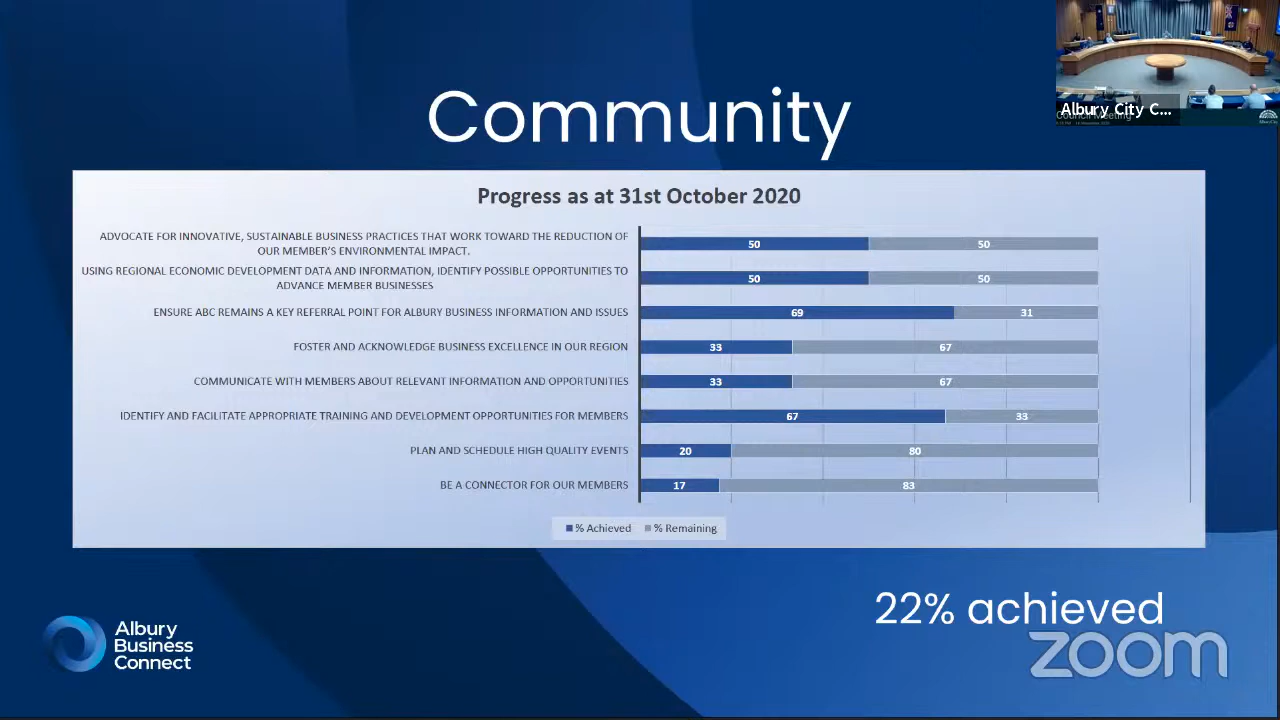 Albury City C...
Council Meeting
Community
Progress as at 31st October 2020
ADVOCATE FOR INNOVATIVE, SUSTAINABLE BUSINESS PRACTICES THAT WORK TOWARD THE REDUCTION OF
OUR MEMBER'S ENVIRONMENTAL IMPACT.
50 50
USING REGIONAL ECONOMIC DEVELOPMENT DATA AND INFORMATION, IDENTIFY POSSIBLE OPPORTUNITIES TO
ADVANCE MEMBER BUSINESSES
50 50
ENSURE ABC REMAINS A KEY REFERRAL POINT FOR ALBURY BUSINESS INFORMATION AND ISSUES
69 31
FOSTER AND ACKNOWLEDGE BUSINESS EXCELLENCE IN OUR REGION
33 67
COMMUNICATE WITH MEMBERS ABOUT RELEVANT INFORMATION AND OPPORTUNITIES
33 67
IDENTIFY AND FACILITATE APPROPRIATE TRAINING AND DEVELOPMENT OPPORTUNITIES FOR MEMBERS
67 33
PLAN AND SCHEDULE HIGH QUALITY EVENTS
20 80
BE A CONNECTOR FOR OUR MEMBERS
17 83
% Achieved % Remaining
22% achieved
Albury
Business
Connect
zoom